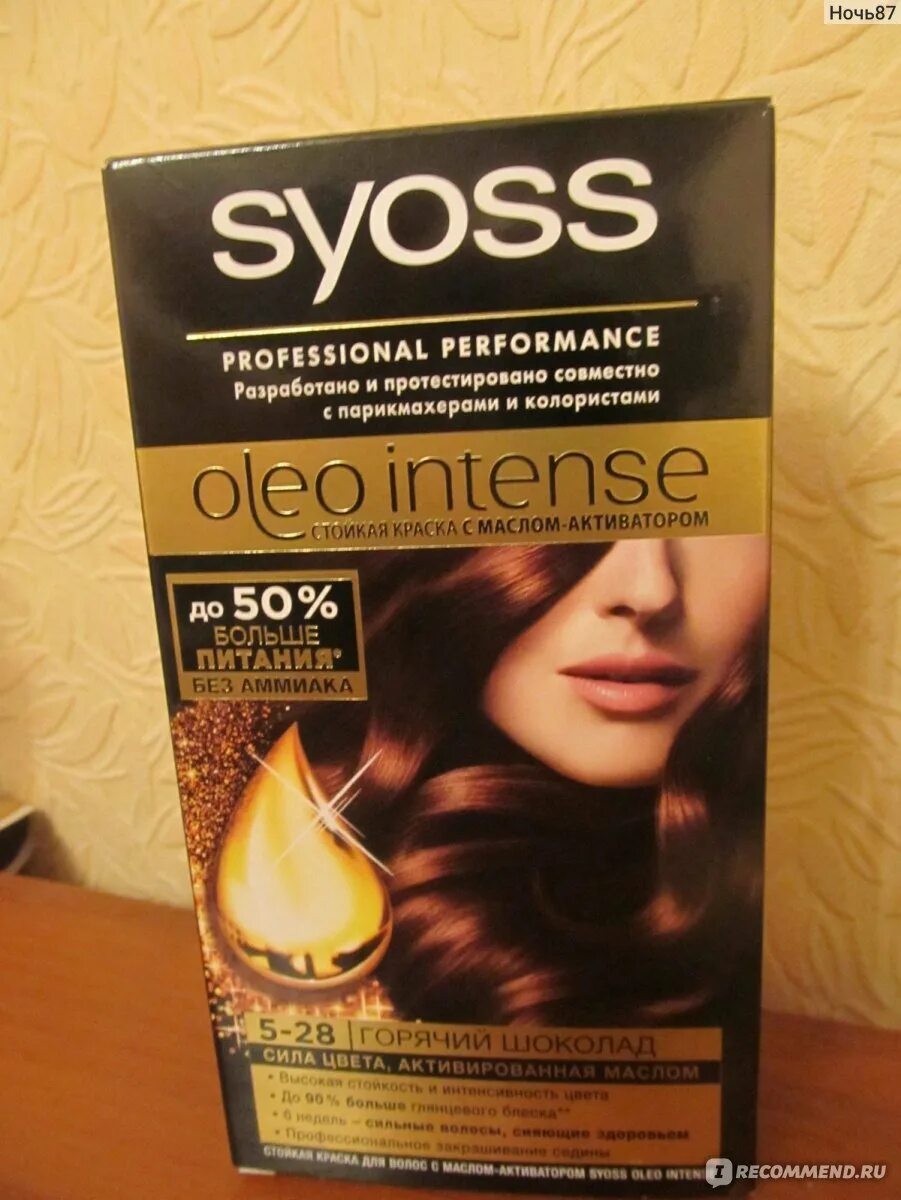 Ночь87
syoss
PROFESSIONAL PERFORMANCE
Разработано и протестировано совместно
с парикмахерами и колористами
oleo intense
СТОЙКАЯ КРАСКА С МАСЛОМ-АКТИВАТОРОМ
ДО 50%
БОЛЬШЕ
ПИТАНИЯ*
БЕЗ АММИАКА
5-28 | ГОРЯЧИЙ ШОКОЛАД
СИЛА ЦВЕТА, АКТИВИРОВАННАЯ МАСЛОМ
• Высокая стойкость и интенсивность цвета
• До 90% больше глянцевого блеска**
• 6 недель – сильные волосы, сияющие здоровьем
• Профессиональное закрашивание седины
СТОЙКАЯ КРАСКА ДЛЯ ВОЛОС С МАСЛОМ-АКТИВАТОРОМ SYOSS OLEO INTENSE
IRECOMMEND.RU